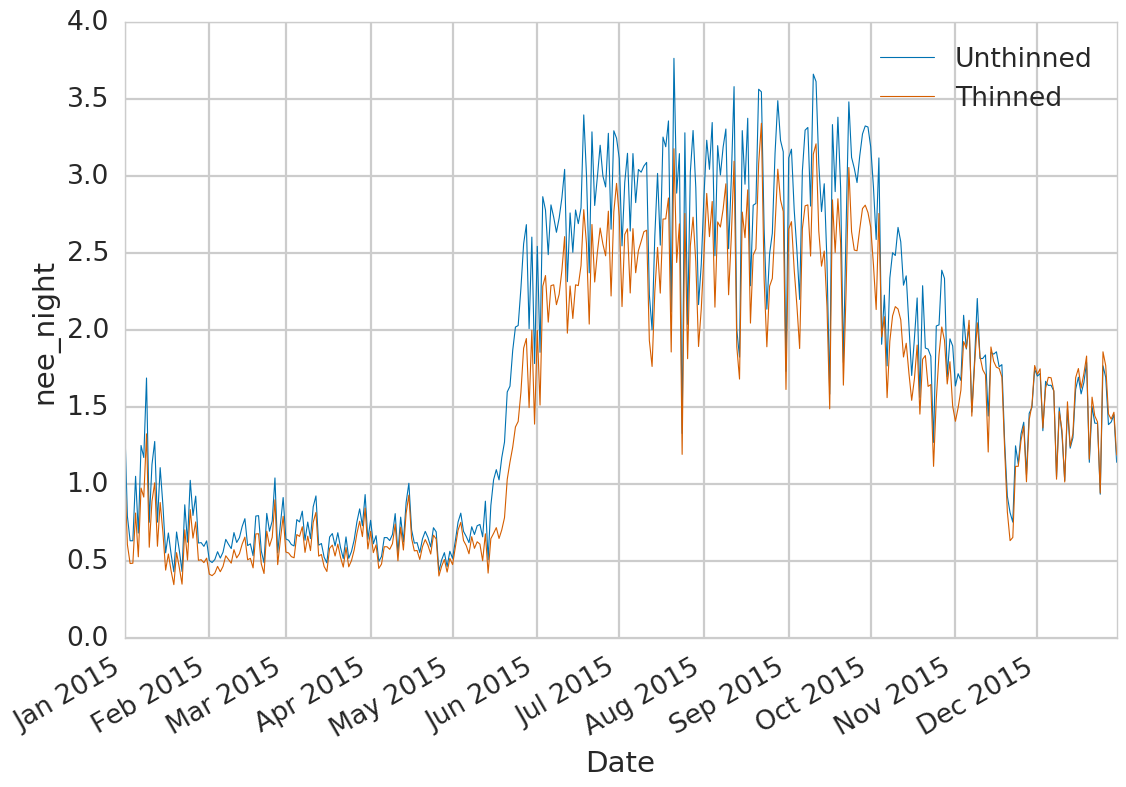 4.0
3.5
3.0
2.5
2.0
1.5
1.0
0.5
0.0
nee_night
Unthinned
Thinned
Jan 2015
Feb 2015
Mar 2015
Apr 2015
May 2015
Jun 2015
Jul 2015
Aug 2015
Sep 2015
Oct 2015
Nov 2015
Dec 2015
Date